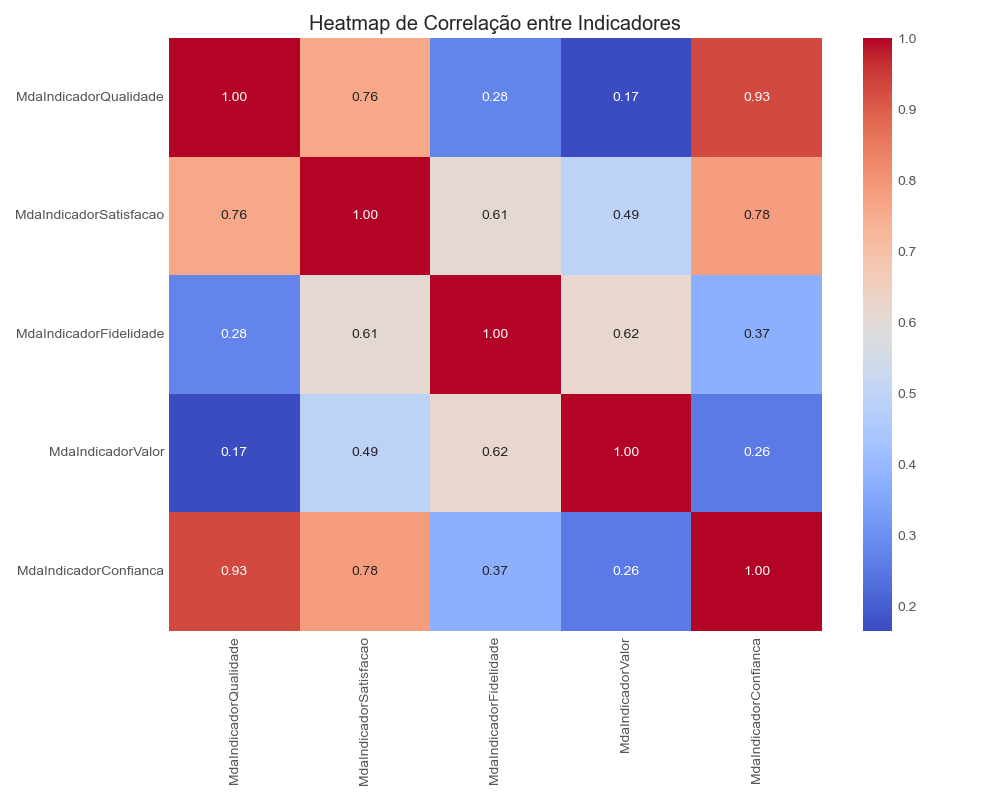 Heatmap de Correlação entre Indicadores
MdaIndicadorQualidade 1.00 0.76 0.28 0.17 0.93
MdaIndicadorSatisfacao 0.76 1.00 0.61 0.49 0.78
MdaIndicadorFidelidade 0.28 0.61 1.00 0.62 0.37
MdaIndicadorValor 0.17 0.49 0.62 1.00 0.26
MdaIndicadorConfianca 0.93 0.78 0.37 0.26 1.00
MdaIndicadorQualidade
MdaIndicadorSatisfacao
MdaIndicadorFidelidade
MdaIndicadorValor
MdaIndicadorConfianca
1.0
0.9
0.8
0.7
0.6
0.5
0.4
0.3
0.2